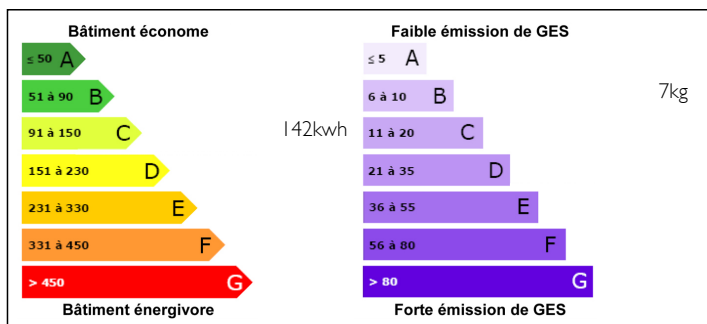 Bâtiment économe
≤ 50 A
51 à 90 B
91 à 150 C
151 à 230 D
231 à 330 E
331 à 450 F
> 450 G
Bâtiment énergivore
142kwh
Faible émission de GES
≤ 5 A
6 à 10 B
11 à 20 C
21 à 35 D
36 à 55 E
56 à 80 F
> 80 G
Forte émission de GES
7kg